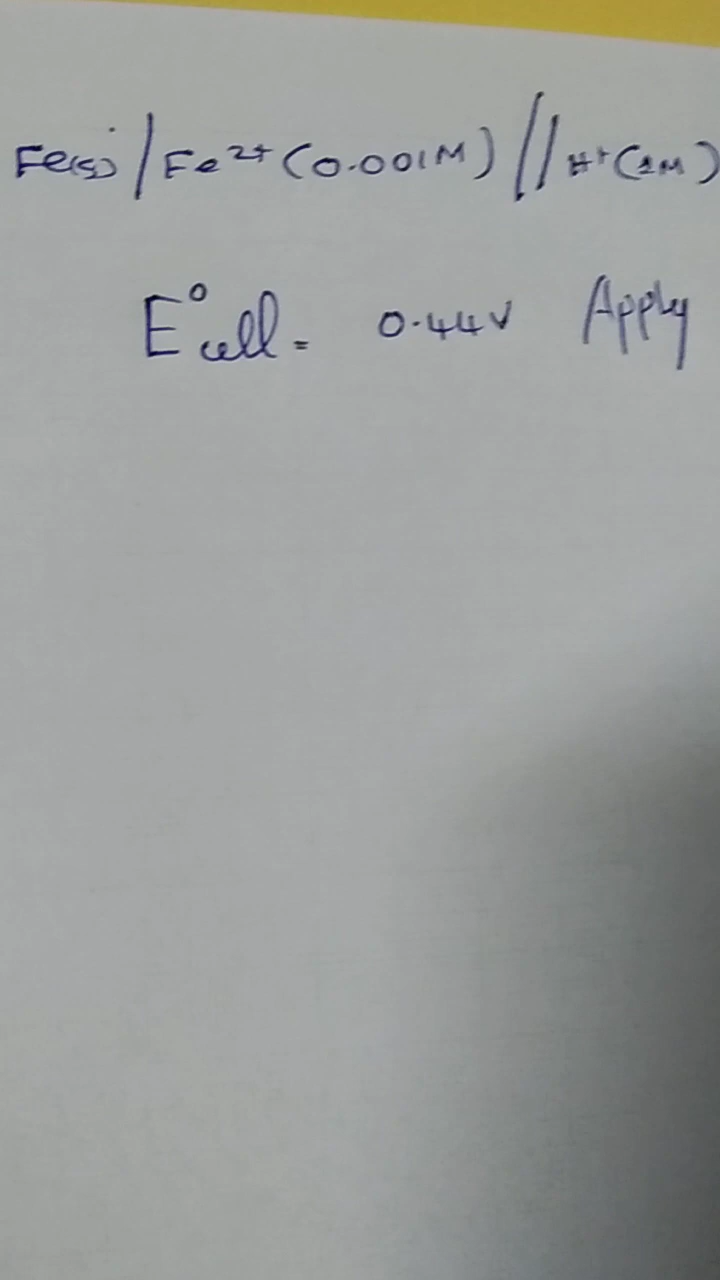 Fe(s) / Fe²⁺ (0.001M) // H⁺ (1M)
E°cell = 0.44V Apply